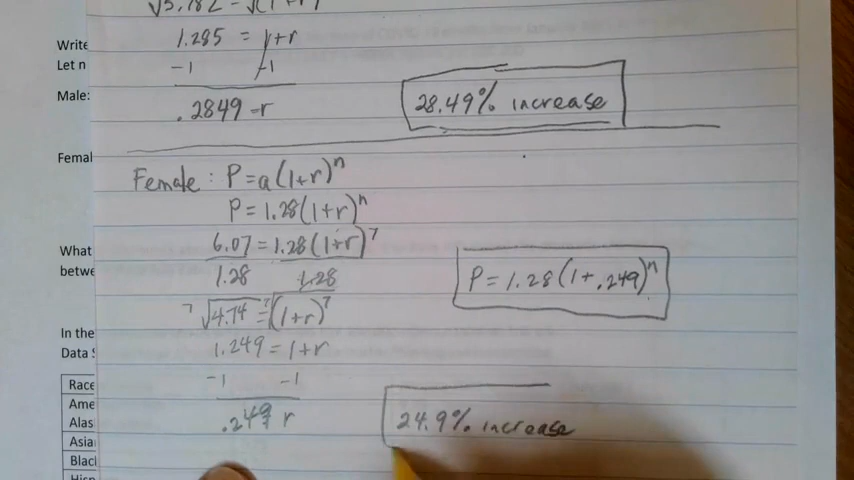 1.285 = 1+r
-1 -1
.2849 = r
28.49% increase
Female: P=a(1+r)^n
P=1.28(1+r)^n
6.07=1.28(1+r)^7
1.28 1.28
P=1.28(1+.249)^n
7√4.74 = 7√(1+r)^7
1.249=1+r
-1 -1
.249 r
24.9% increase
Write
Let n
Male:
Femal
What
betwe
In the
Data S
Race
Ame
Alas
Asia
Blac